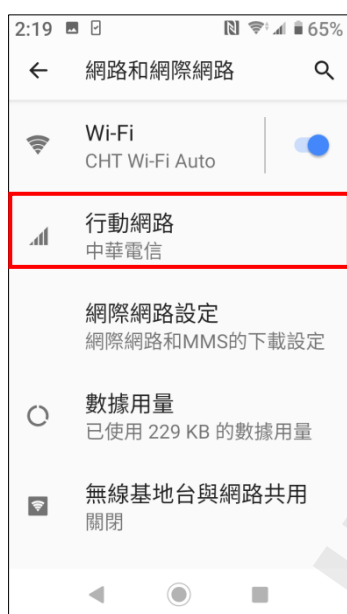 2:19 65%
網路和網際網路
Wi-Fi
CHT Wi-Fi Auto
行動網路
中華電信
網際網路設定
網際網路和MMS的下載設定
數據用量
已使用 229 KB 的數據用量
無線基地台與網路共用
關閉